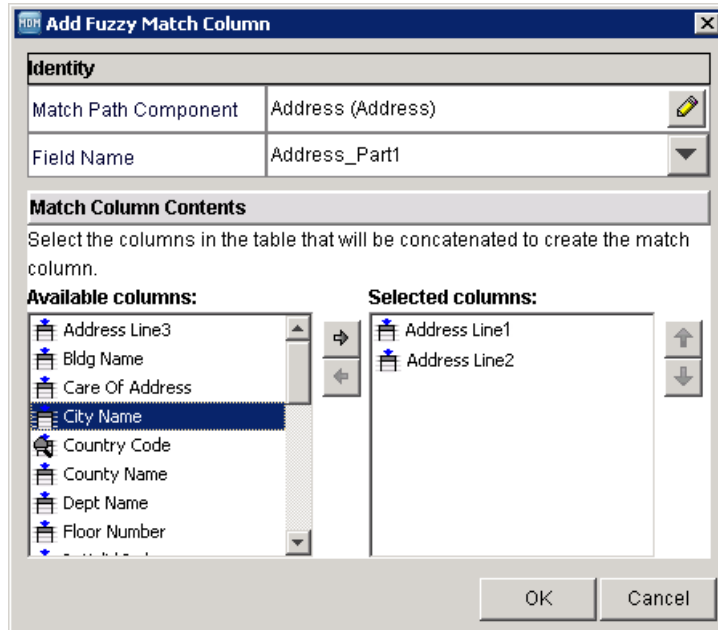 MDM Add Fuzzy Match Column
Identity
Match Path Component Address (Address)
Field Name Address_Part1
Match Column Contents
Select the columns in the table that will be concatenated to create the match
column.
Available columns: Selected columns:
Address Line3 Address Line1
Bldg Name Address Line2
Care Of Address
City Name
Country Code
County Name
Dept Name
Floor Number
OK Cancel